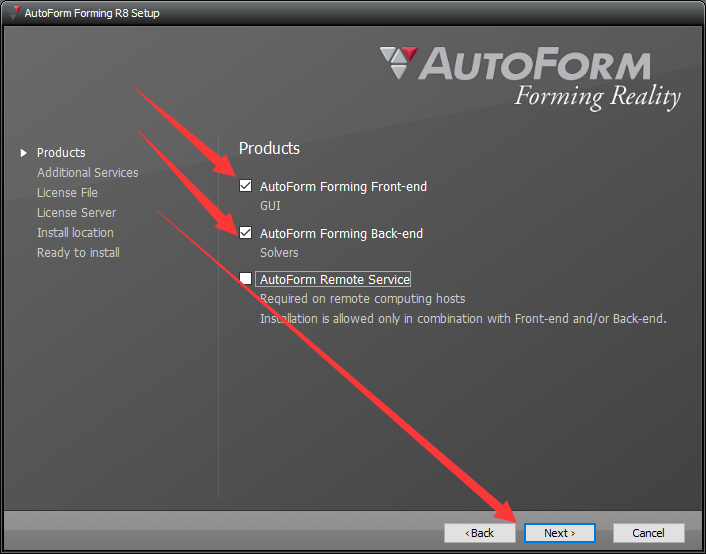 AutoForm Forming R8 Setup
AUTOFORM
Forming Reality
Products
Additional Services
License File
License Server
Install location
Ready to install
Products
AutoForm Forming Front-end
GUI
AutoForm Forming Back-end
Solvers
AutoForm Remote Service
Required on remote computing hosts
Installation is allowed only in combination with Front-end and/or Back-end.
‹ Back
Next ›
Cancel